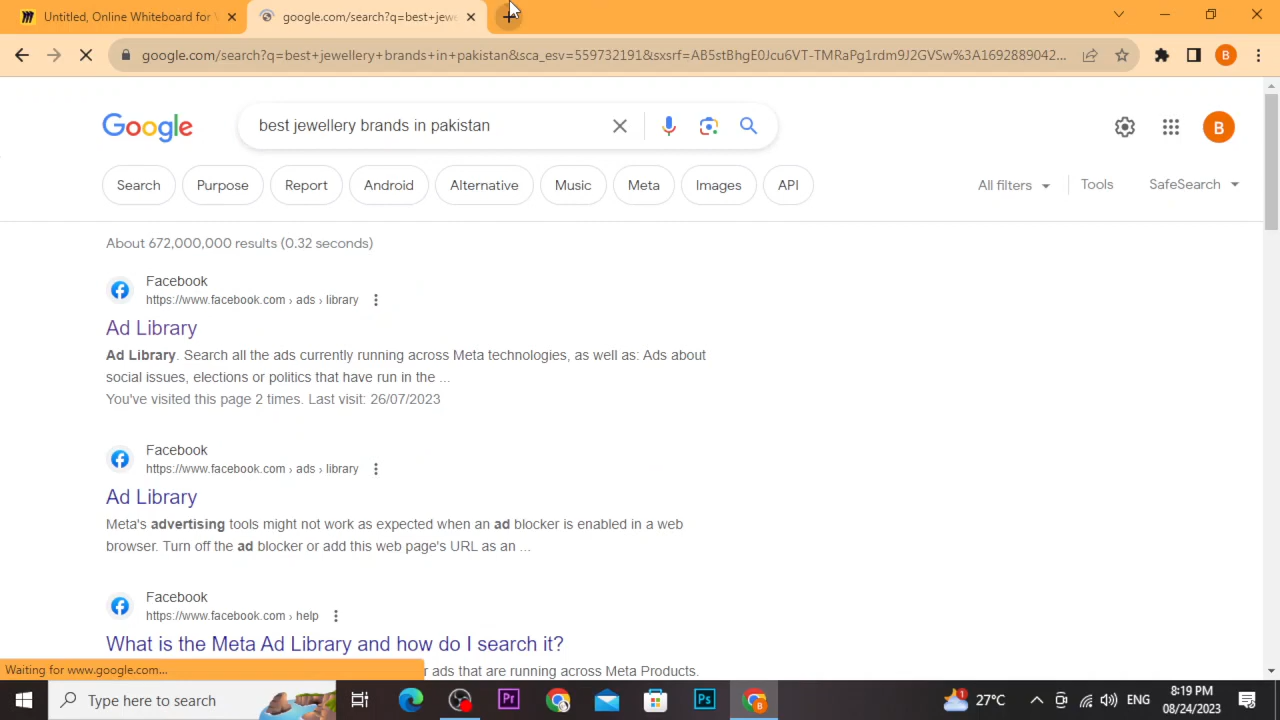 Untitled, Online Whiteboard for V
google.com/search?q=best+jewe
google.com/search?q=best+jewellery+brands+in+pakistan&sca_esv=559732191&sxsrf=AB5stBhgE0Jcu6VT-TMRaPg1rdm9J2GVSw%3A1692889042...
B
Google
best jewellery brands in pakistan
B
Search
Purpose
Report
Android
Alternative
Music
Meta
Images
API
All filters
Tools
SafeSearch
About 672,000,000 results (0.32 seconds)
Facebook
https://www.facebook.com › ads › library
Ad Library
Ad Library. Search all the ads currently running across Meta technologies, as well as: Ads about
social issues, elections or politics that have run in the ...
You've visited this page 2 times. Last visit: 26/07/2023
Facebook
https://www.facebook.com › ads › library
Ad Library
Meta's advertising tools might not work as expected when an ad blocker is enabled in a web
browser. Turn off the ad blocker or add this web page's URL as an ...
Facebook
https://www.facebook.com › help
What is the Meta Ad Library and how do I search it?
Waiting for www.google.com...
ads that are running across Meta Products.
Type here to search
Pr
Ps
B
1
27°C
ENG
8:19 PM
08/24/2023